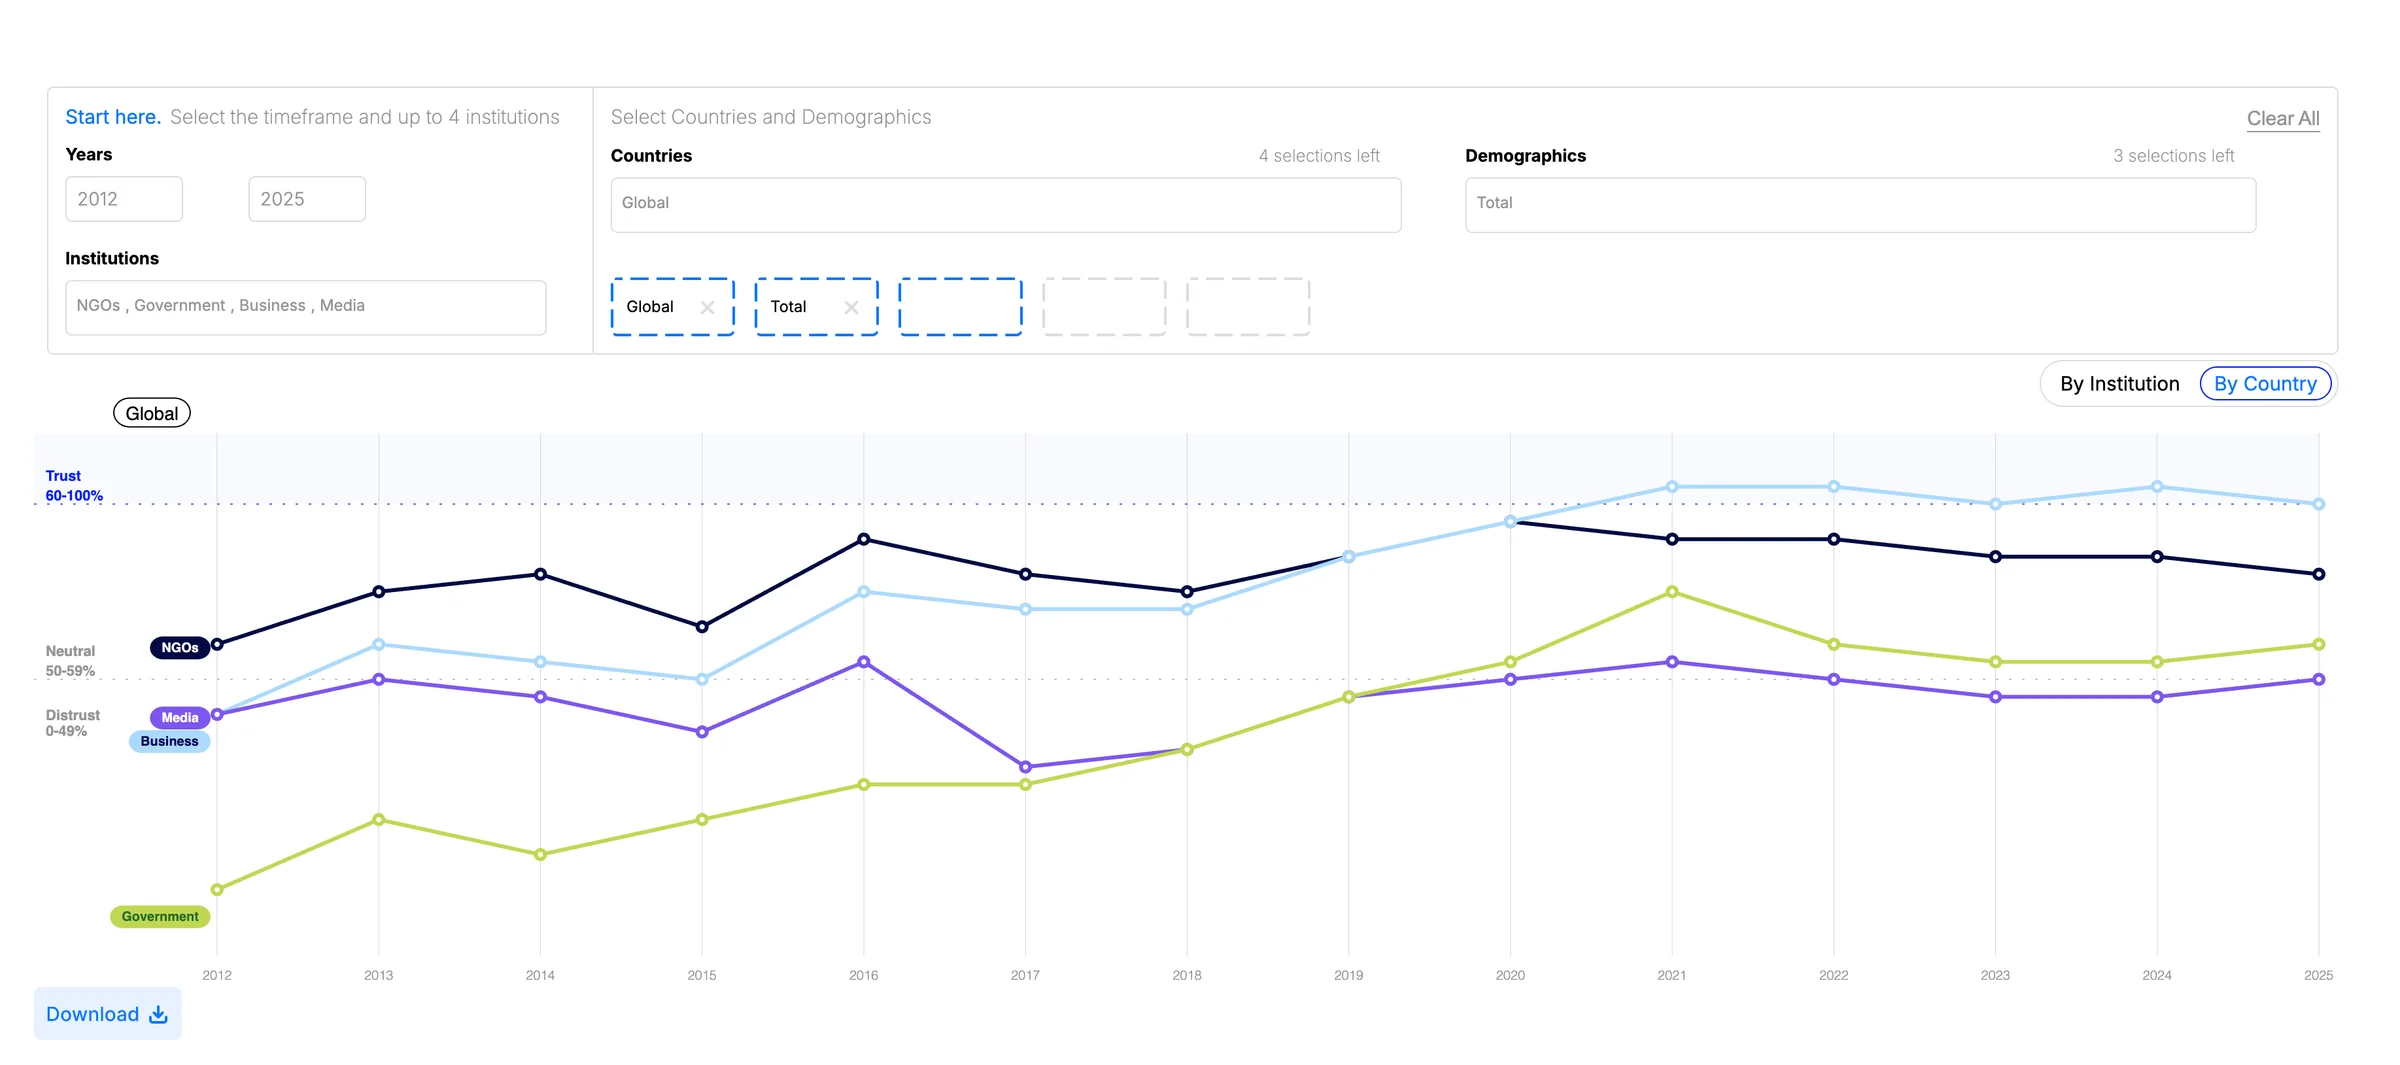 Start here. Select the timeframe and up to 4 institutions
Years
2012
2025
Institutions
NGOs , Government , Business , Media
Select Countries and Demographics
Clear All
Countries
4 selections left
Global
Demographics
3 selections left
Total
Global
Total
By Institution
By Country
Global
Trust
60-100%
Neutral
50-59%
Distrust
0-49%
NGOs
Media
Business
Government
2012
2013
2014
2015
2016
2017
2018
2019
2020
2021
2022
2023
2024
2025
Download